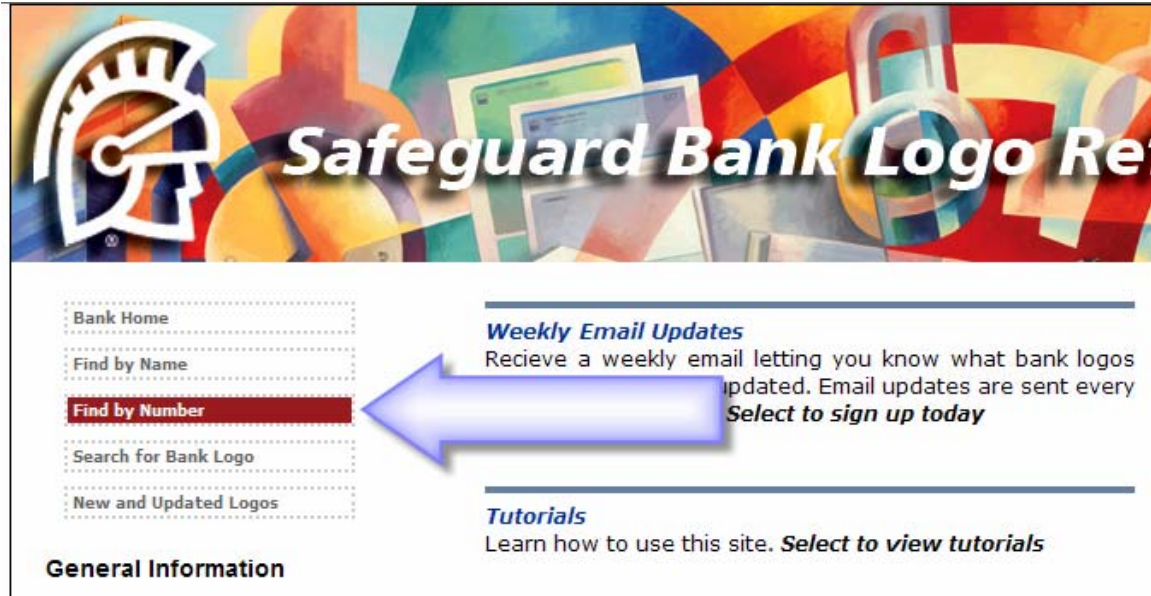 Safeguard Bank Logo Re
Bank Home
Find by Name
Find by Number
Search for Bank Logo
New and Updated Logos
General Information
Weekly Email Updates
Recieve a weekly email letting you know what bank logos
updated. Email updates are sent every
Select to sign up today
Tutorials
Learn how to use this site. Select to view tutorials